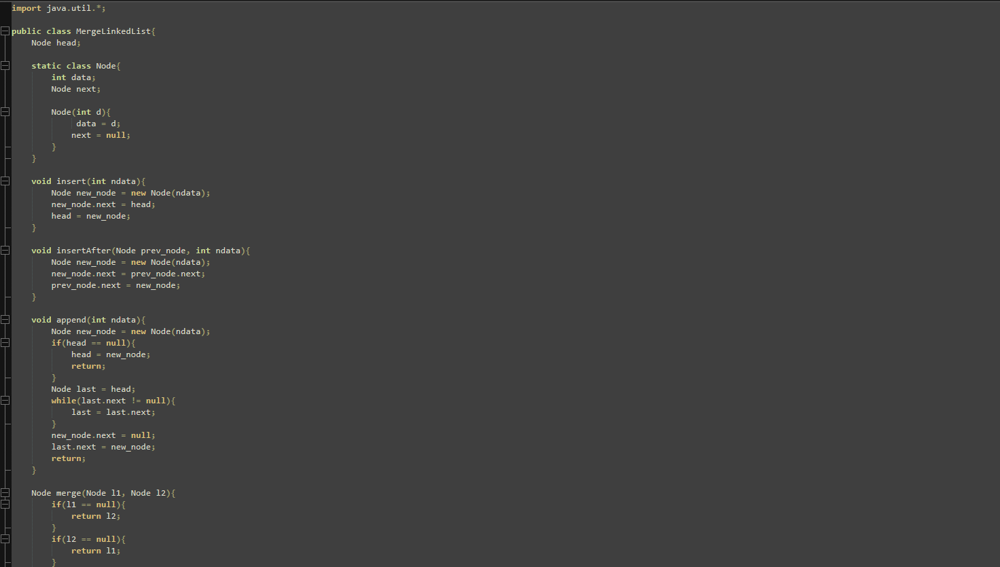 import java.util.*;
public class MergeLinkedList{
Node head;
static class Node{
int data;
Node next;
Node(int d){
data = d;
next = null;
}
}
void insert(int ndata){
Node new_node = new Node(ndata);
new_node.next = head;
head = new_node;
}
void insertAfter(Node prev_node, int ndata){
Node new_node = new Node(ndata);
new_node.next = prev_node.next;
prev_node.next = new_node;
}
void append(int ndata){
Node new_node = new Node(ndata);
if(head == null){
head = new_node;
return;
}
Node last = head;
while(last.next != null){
last = last.next;
}
new_node.next = null;
last.next = new_node;
return;
}
Node merge(Node l1, Node l2){
if(l1 == null){
return l2;
}
if(l2 == null){
return l1;
}